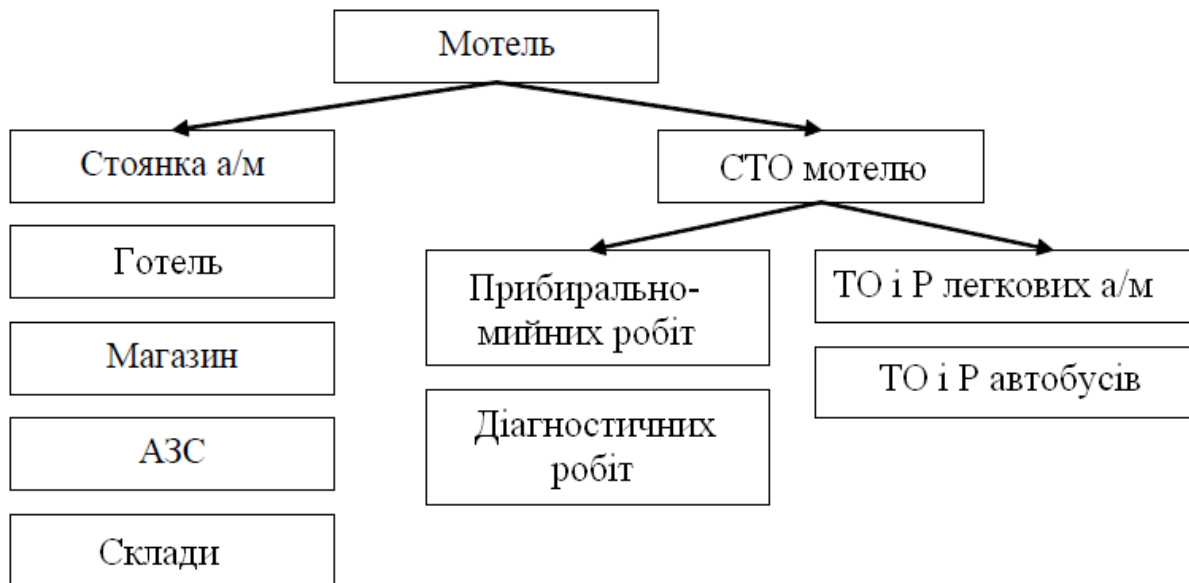 Мотель
Стоянка а/м
СТО мотелю
Готель
Прибирально-
мийних робіт
ТО і Р легкових а/м
Магазин
ТО і Р автобусів
АЗС
Діагностичних
робіт
Склади